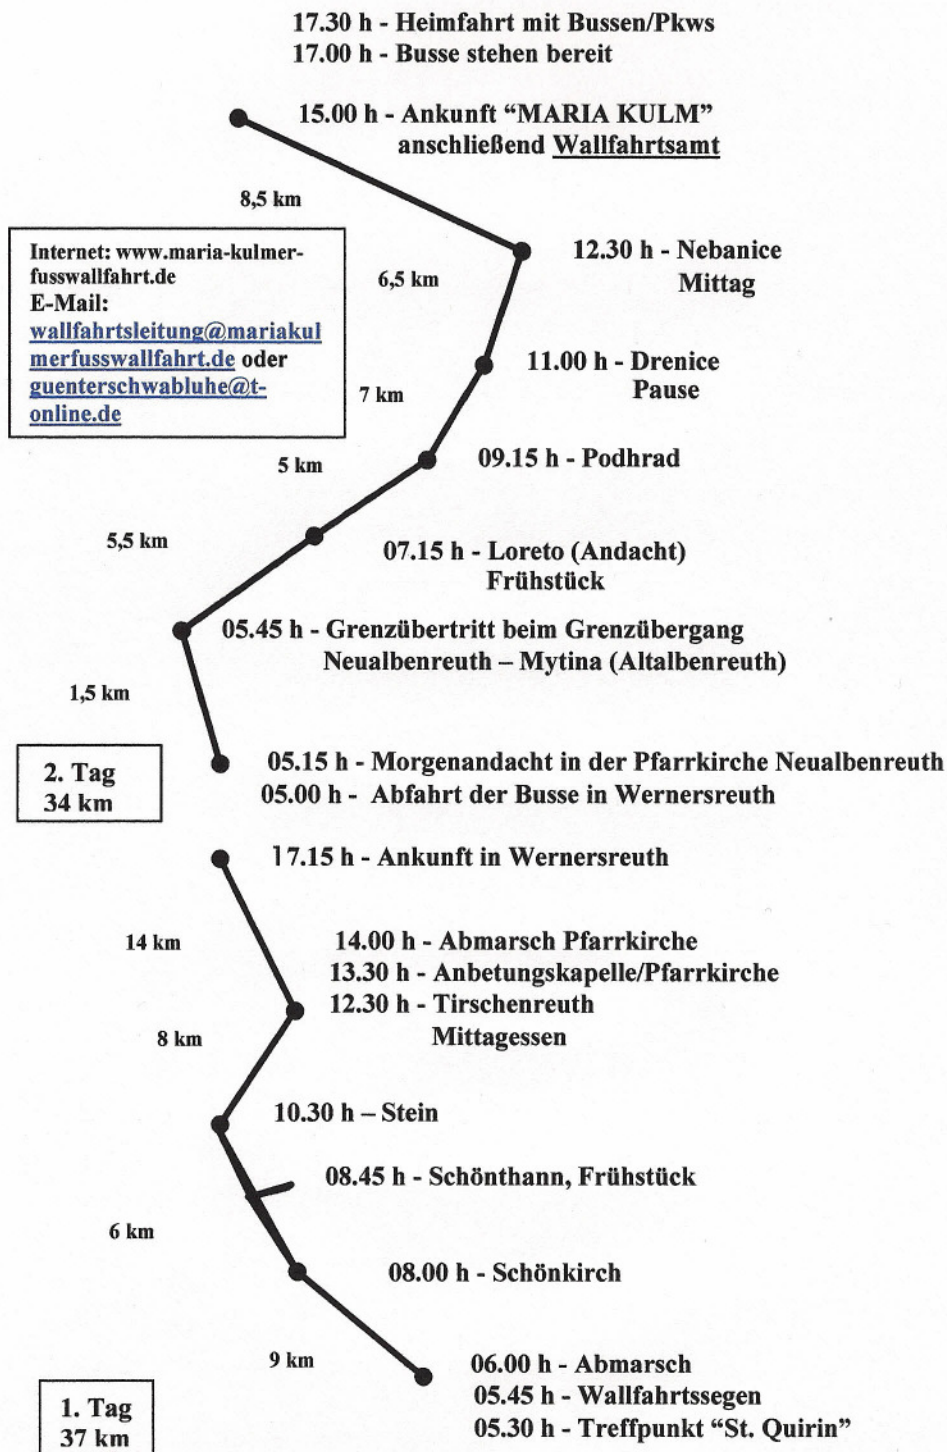 17.30 h - Heimfahrt mit Bussen/Pkws
17.00 h - Busse stehen bereit
15.00 h - Ankunft “MARIA KULM”
anschließend Wallfahrtsamt
8,5 km
Internet: www.maria-kulmer-
fusswallfahrt.de
E-Mail:
wallfahrtsleitung@mariakul
merfusswallfahrt.de oder
guenterschwabluhe@t-
online.de
12.30 h - Nebanice
Mittag
6,5 km
11.00 h - Drenice
Pause
7 km
09.15 h - Podhrad
5 km
5,5 km
07.15 h - Loreto (Andacht)
Frühstück
05.45 h - Grenzübertritt beim Grenzübergang
Neualbenreuth – Mytina (Altalbenreuth)
1,5 km
2. Tag
34 km
05.15 h - Morgenandacht in der Pfarrkirche Neualbenreuth
05.00 h - Abfahrt der Busse in Wernersreuth
17.15 h - Ankunft in Wernersreuth
14 km
14.00 h - Abmarsch Pfarrkirche
13.30 h - Anbetungskapelle/Pfarrkirche
12.30 h - Tirschenreuth
Mittagessen
8 km
10.30 h – Stein
08.45 h - Schönthann, Frühstück
6 km
08.00 h - Schönkirch
9 km
06.00 h - Abmarsch
05.45 h - Wallfahrtssegen
05.30 h - Treffpunkt “St. Quirin”
1. Tag
37 km